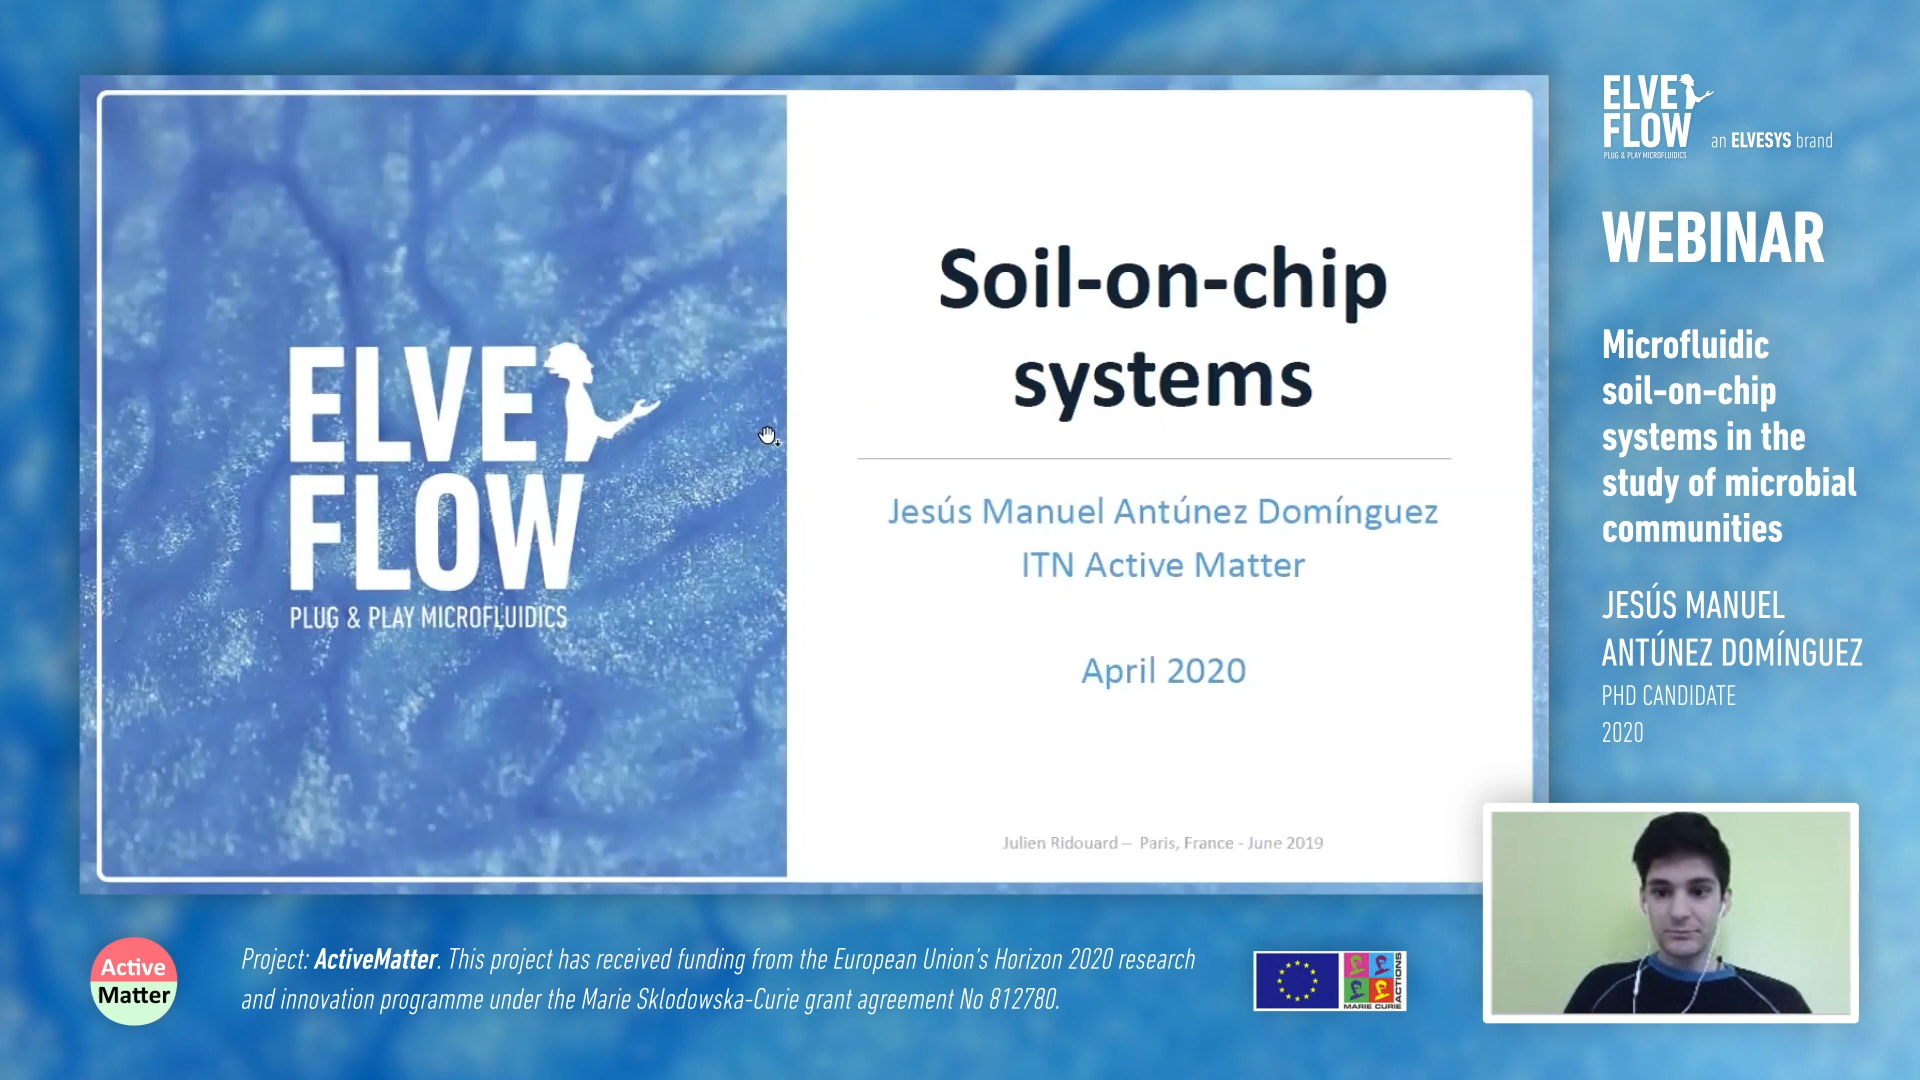 ELVE
FLOW
PLUG & PLAY MICROFLUIDICS
Soil-on-chip
systems
Jesús Manuel Antúnez Domínguez
ITN Active Matter
April 2020
Julien Ridouard – Paris, France - June 2019
ELVE
FLOW
PLUG & PLAY MICROFLUIDICS
an ELVESYS brand
WEBINAR
Microfluidic
soil-on-chip
systems in the
study of microbial
communities
JESÚS MANUEL
ANTÚNEZ DOMÍNGUEZ
PHD CANDIDATE
2020
Active
Matter
Project: ActiveMatter. This project has received funding from the European Union's Horizon 2020 research
and innovation programme under the Marie Sklodowska-Curie grant agreement No 812780.
MARIE CURIE
ACTIONS